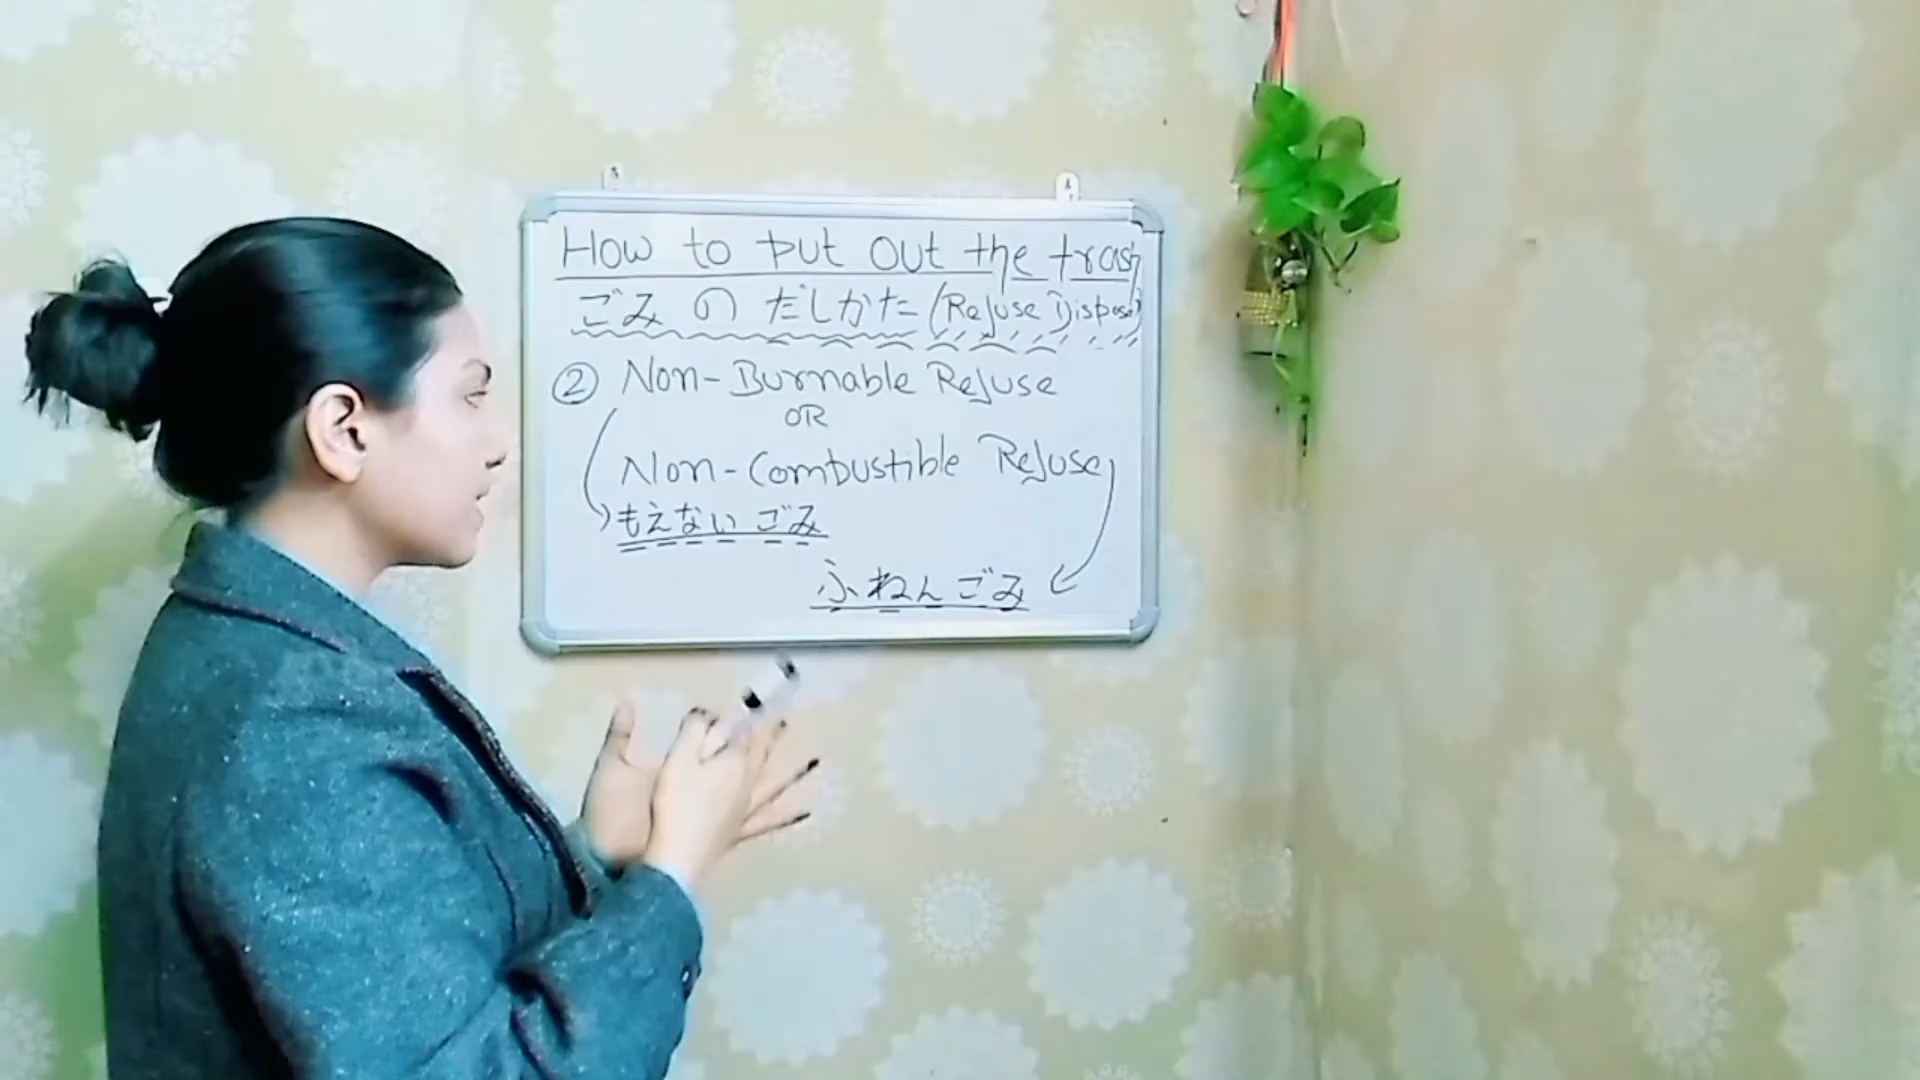 How to put out the trash
ごみ の だしかた (Refuse Disposal)
② Non-Burnable Refuse
OR
Non-Combustible Refuse
もえない ごみ
ふねん ごみ